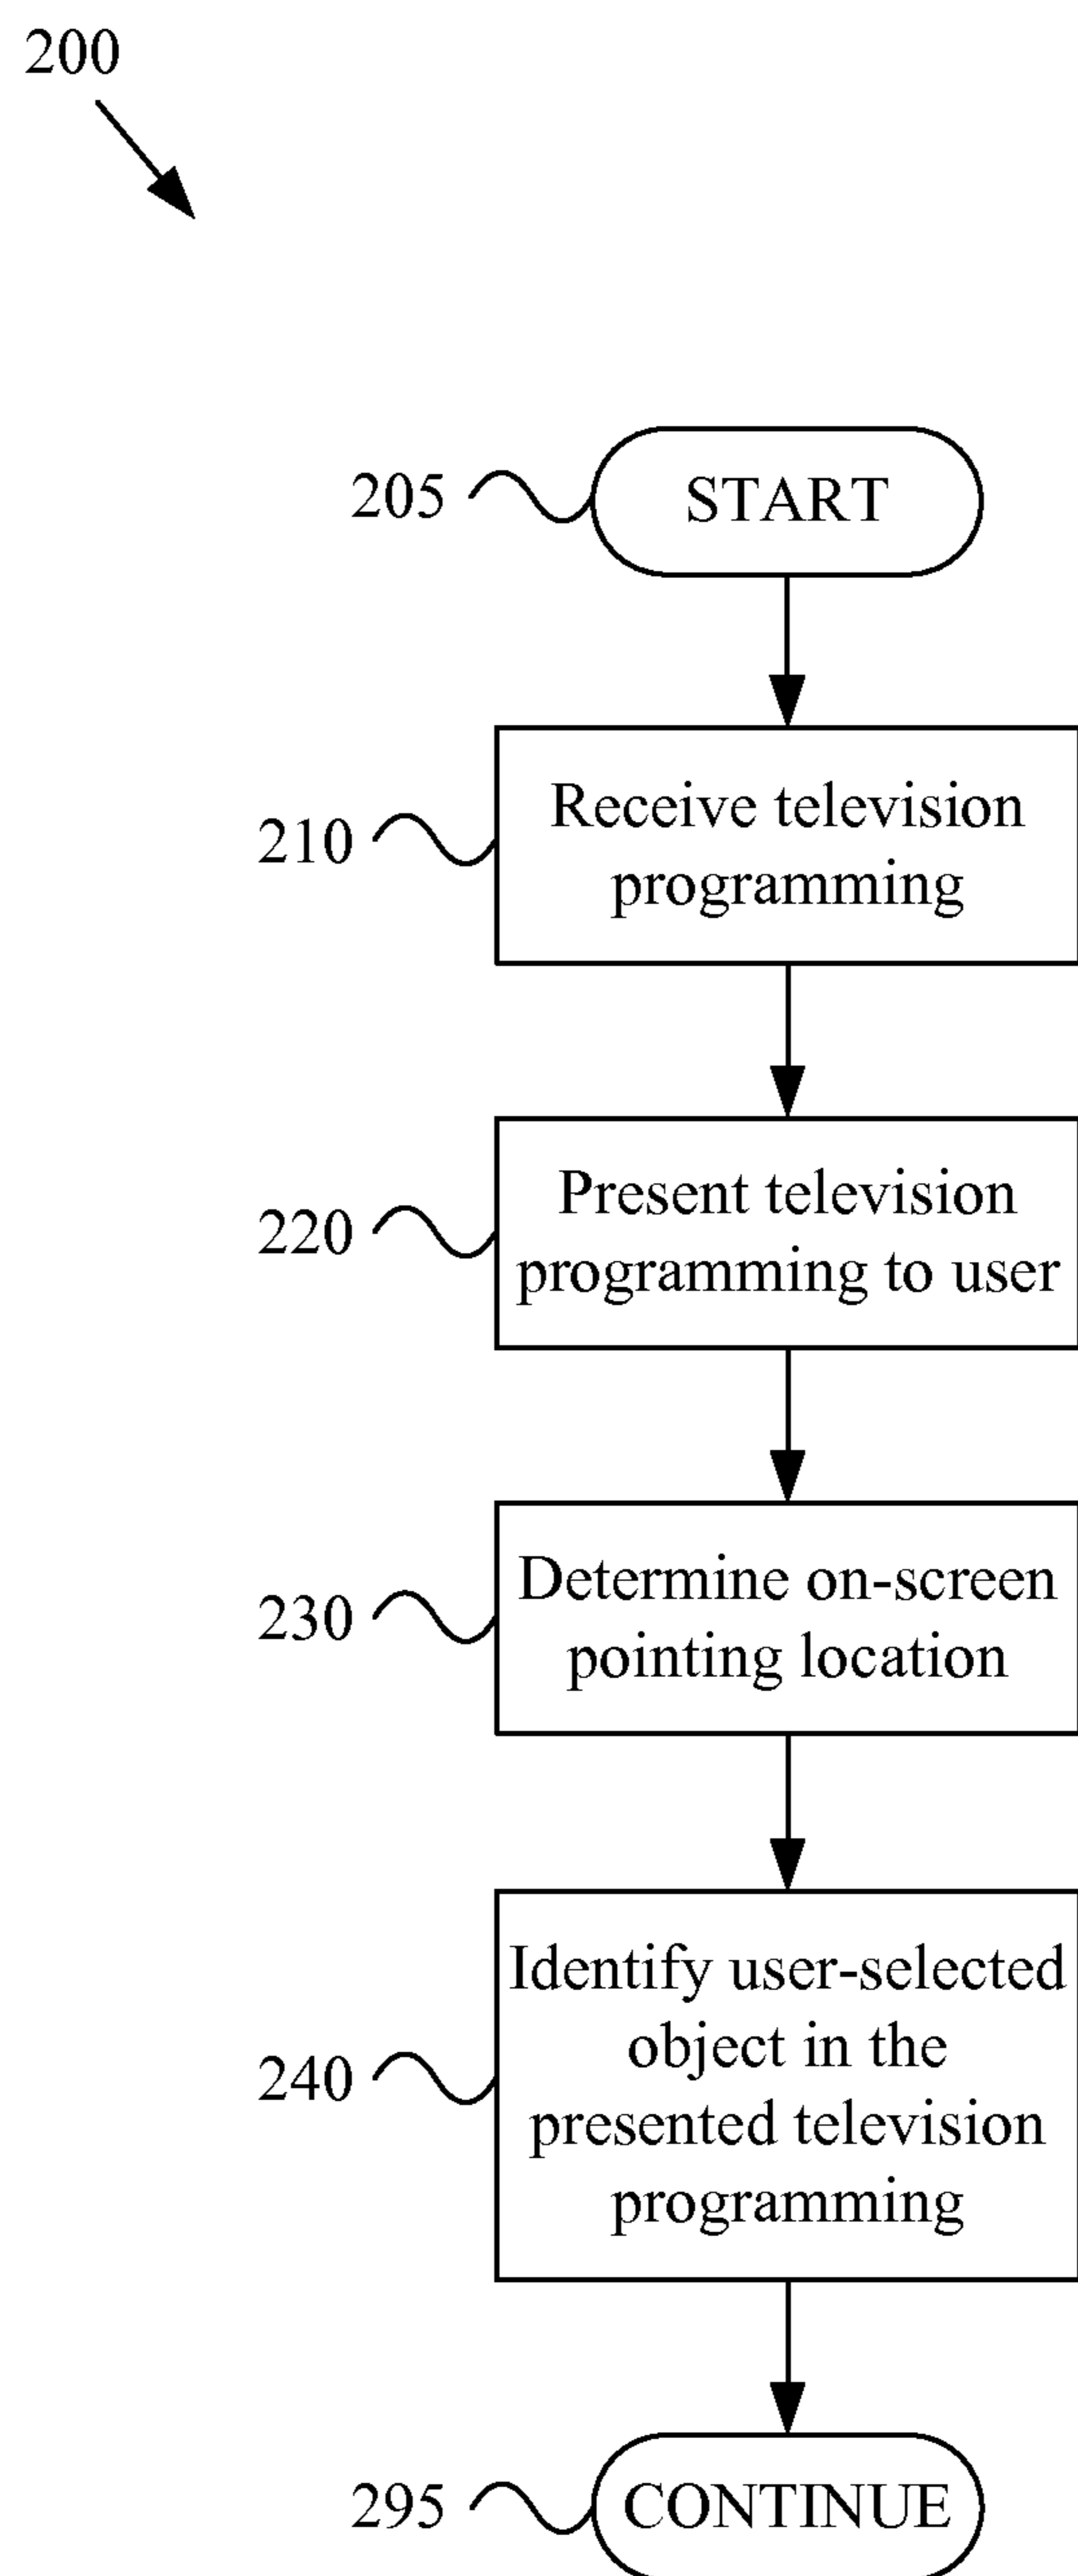 200
205
START
210
Receive television
programming
220
Present television
programming to user
230
Determine on-screen
pointing location
240
Identify user-selected
object in the
presented television
programming
295
CONTINUE